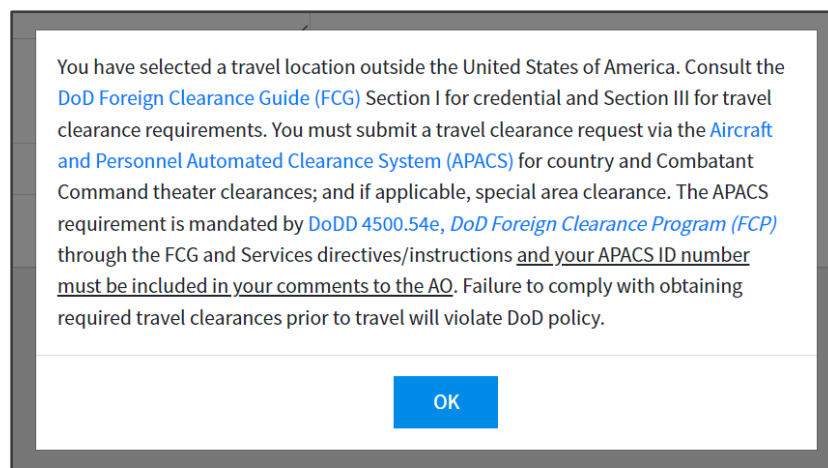 You have selected a travel location outside the United States of America. Consult the
DoD Foreign Clearance Guide (FCG) Section I for credential and Section III for travel
clearance requirements. You must submit a travel clearance request via the Aircraft
and Personnel Automated Clearance System (APACS) for country and Combatant
Command theater clearances; and if applicable, special area clearance. The APACS
requirement is mandated by DoDD 4500.54e, DoD Foreign Clearance Program (FCP)
through the FCG and Services directives/instructions and your APACS ID number
must be included in your comments to the AO. Failure to comply with obtaining
required travel clearances prior to travel will violate DoD policy.
OK